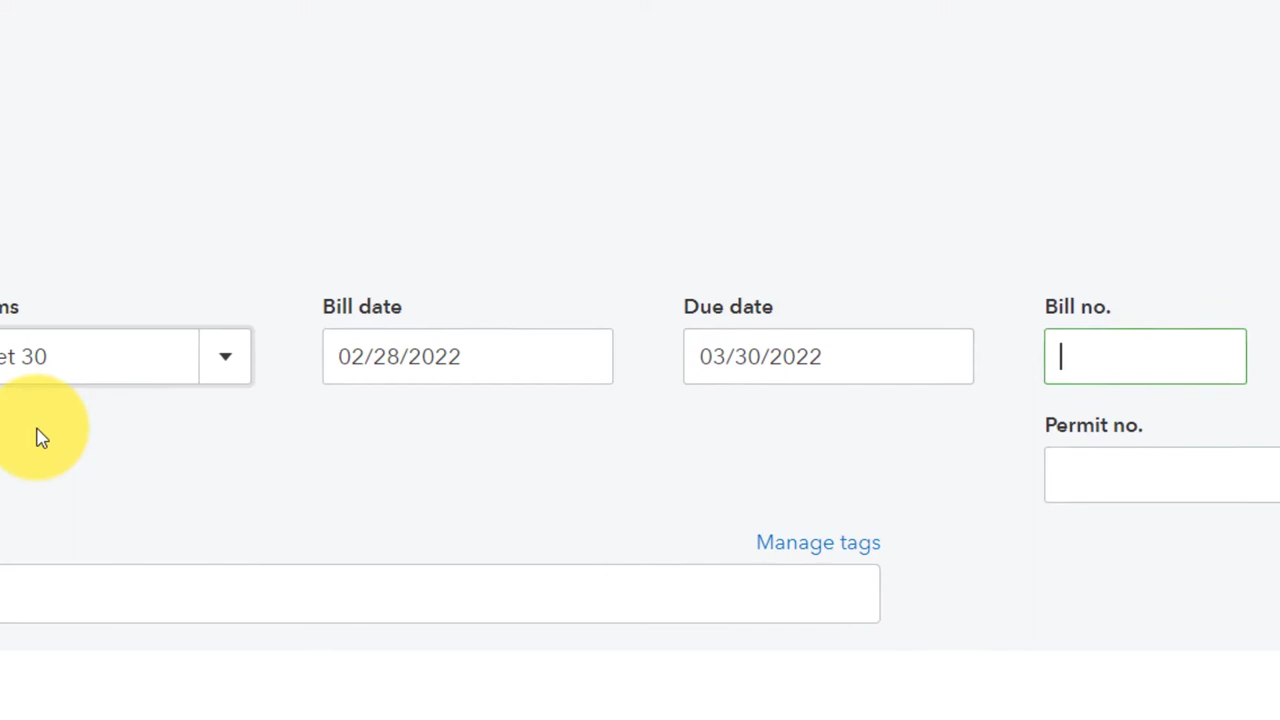 ms Bill date Due date Bill no.
et 30 02/28/2022 03/30/2022
Permit no.
Manage tags